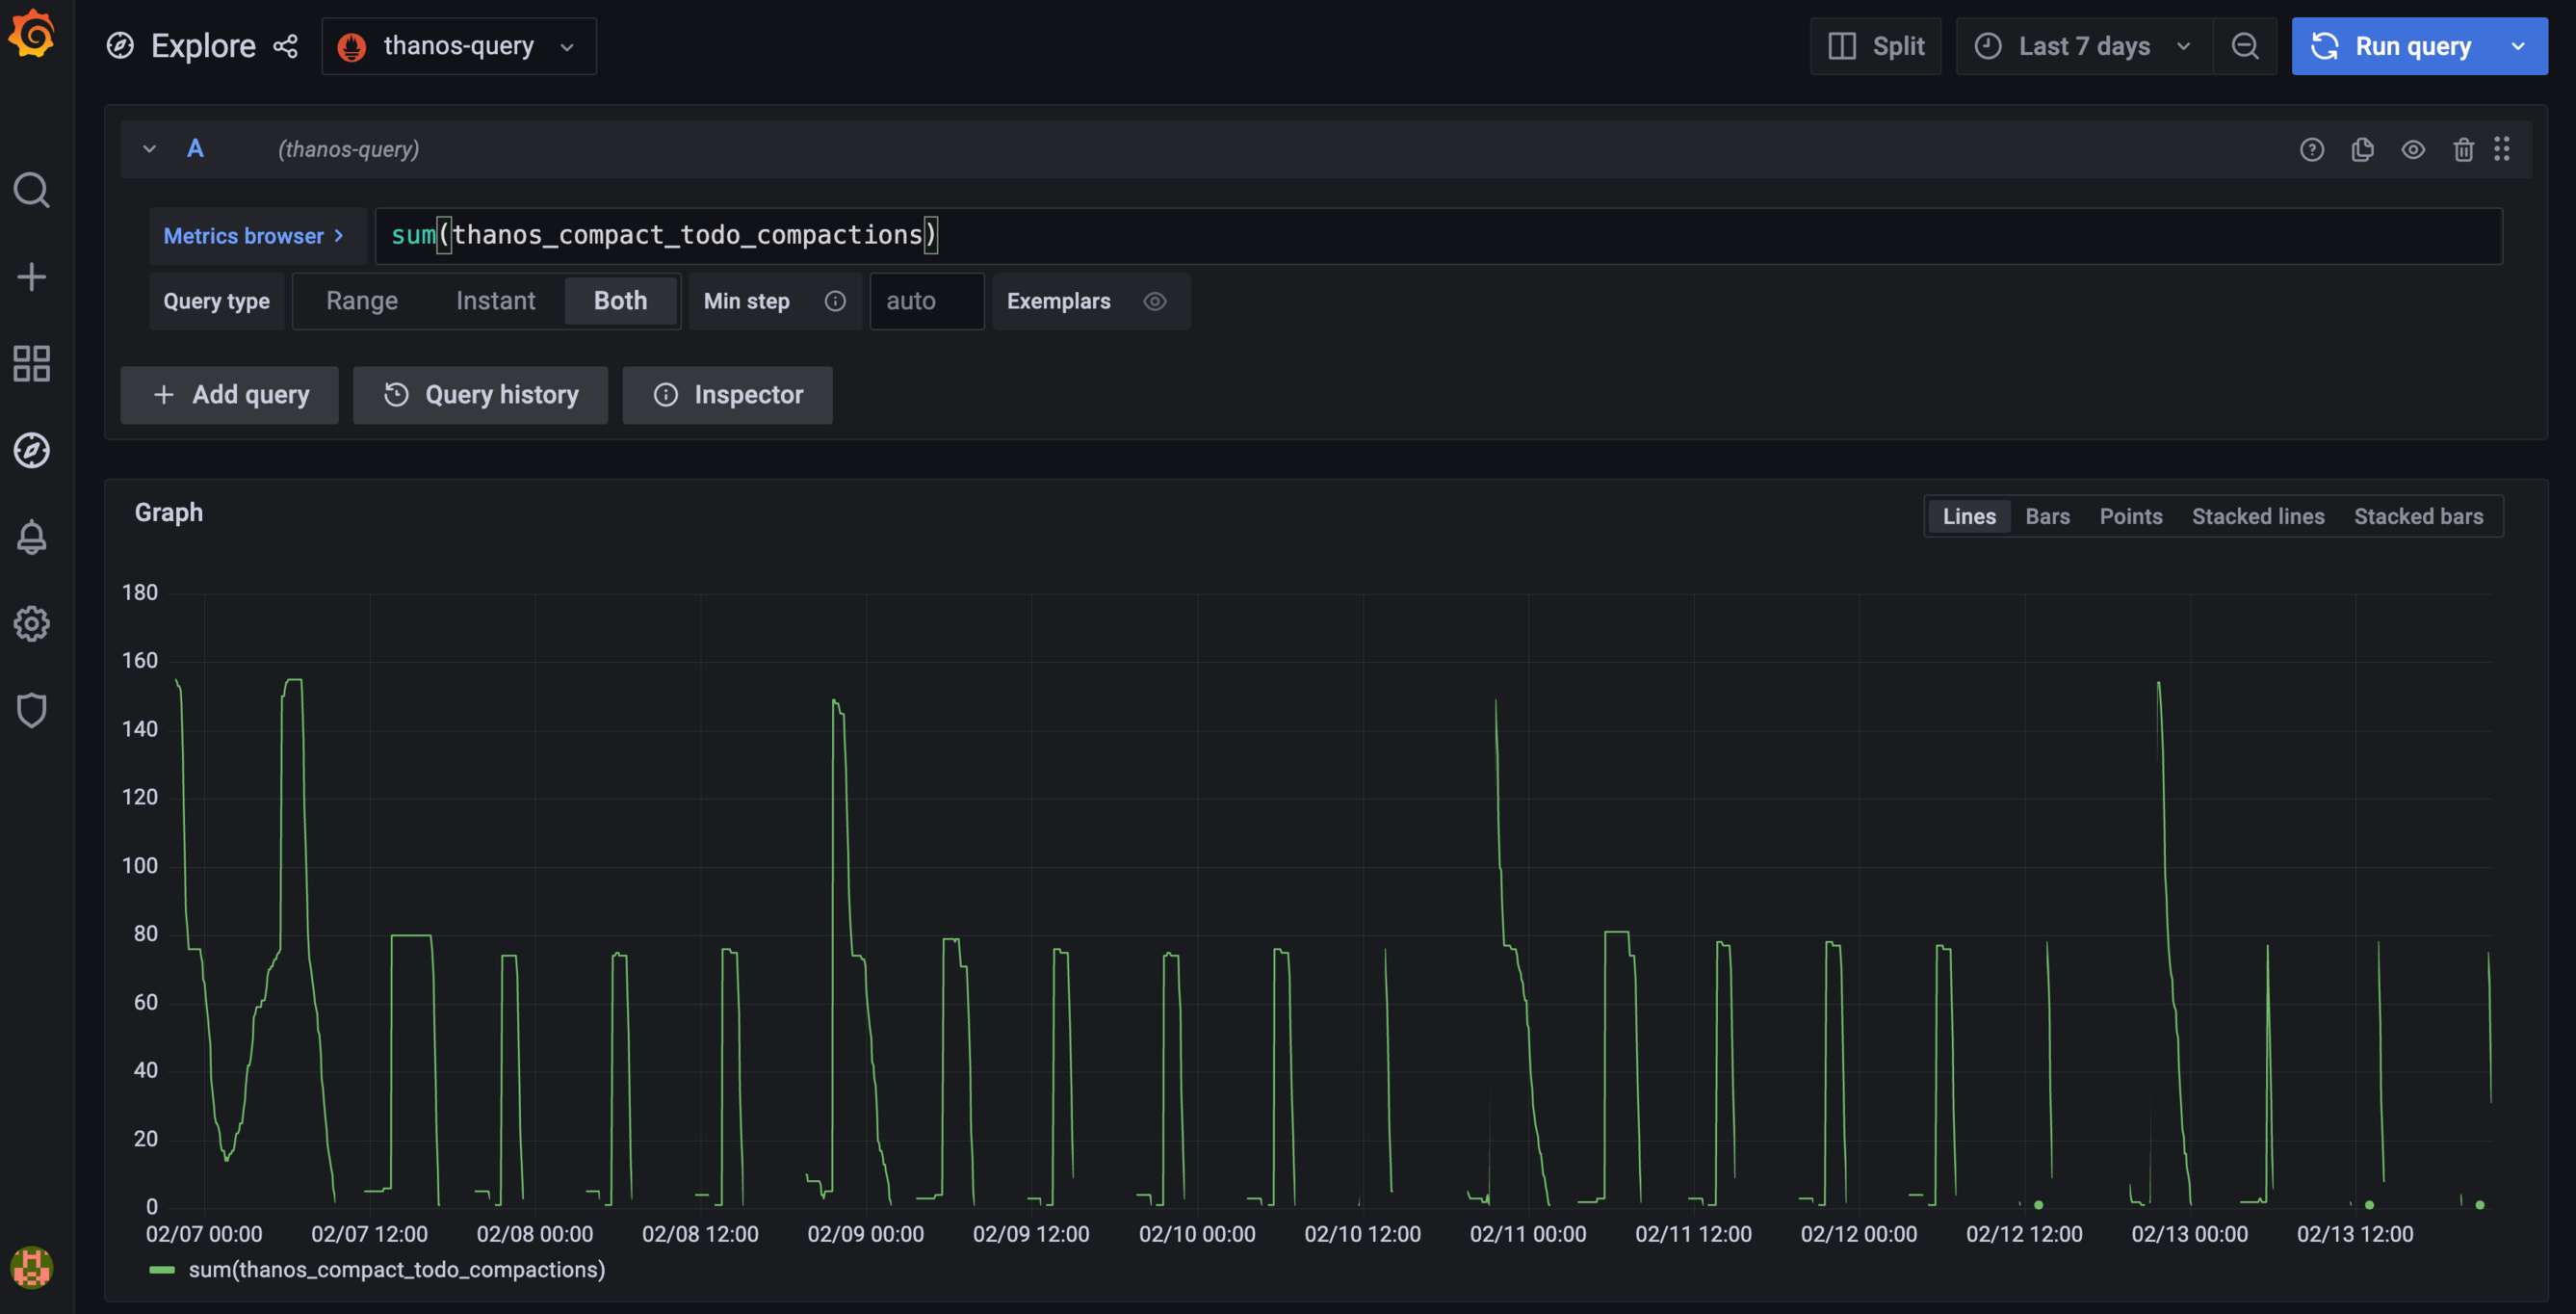 Explore thanos-query Split Last 7 days Run query
A (thanos-query)
Metrics browser > sum(thanos_compact_todo_compactions)
Query type Range Instant Both Min step auto Exemplars
+ Add query Query history Inspector
Graph Lines Bars Points Stacked lines Stacked bars
180
160
140
120
100
80
60
40
20
0
02/07 00:00 02/07 12:00 02/08 00:00 02/08 12:00 02/09 00:00 02/09 12:00 02/10 00:00 02/10 12:00 02/11 00:00 02/11 12:00 02/12 00:00 02/12 12:00 02/13 00:00 02/13 12:00
sum(thanos_compact_todo_compactions)